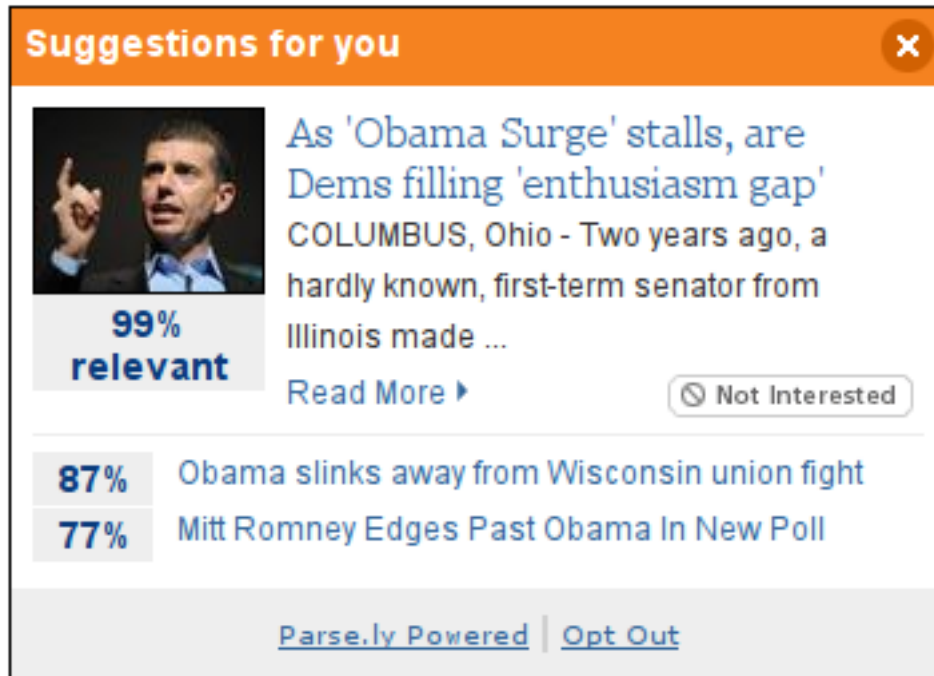 Suggestions for you
As 'Obama Surge' stalls, are
Dems filling 'enthusiasm gap'
COLUMBUS, Ohio - Two years ago, a
hardly known, first-term senator from
Illinois made ...
99%
relevant
Read More
Not Interested
87% Obama slinks away from Wisconsin union fight
77% Mitt Romney Edges Past Obama In New Poll
Parse.ly Powered | Opt Out